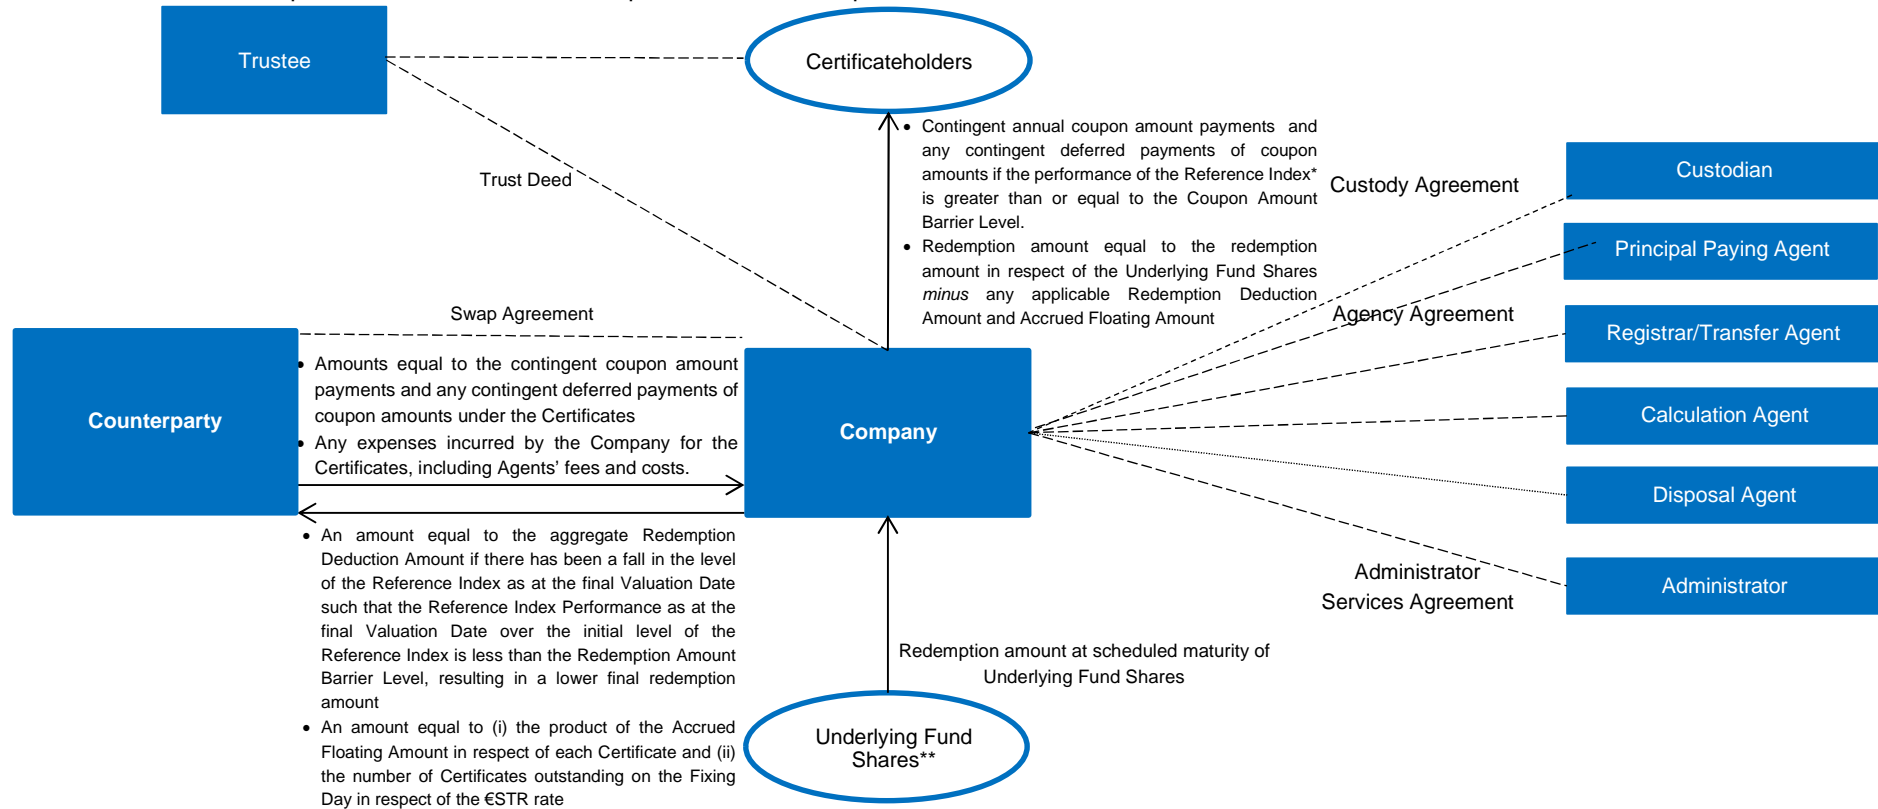 Trustee
Certificateholders
Trust Deed
• Contingent annual coupon amount payments and
any contingent deferred payments of coupon
amounts if the performance of the Reference Index*
is greater than or equal to the Coupon Amount
Barrier Level.
• Redemption amount equal to the redemption
amount in respect of the Underlying Fund Shares
minus any applicable Redemption Deduction
Amount and Accrued Floating Amount
Custody Agreement
Custodian
Principal Paying Agent
Agency Agreement
Registrar/Transfer Agent
Calculation Agent
Disposal Agent
Administrator
Services Agreement
Administrator
Swap Agreement
Counterparty
• Amounts equal to the contingent coupon amount
payments and any contingent deferred payments of
coupon amounts under the Certificates
• Any expenses incurred by the Company for the
Certificates, including Agents’ fees and costs.
Company
• An amount equal to the aggregate Redemption
Deduction Amount if there has been a fall in the level
of the Reference Index as at the final Valuation Date
such that the Reference Index Performance as at the
final Valuation Date over the initial level of the
Reference Index is less than the Redemption Amount
Barrier Level, resulting in a lower final redemption
amount
• An amount equal to (i) the product of the Accrued
Floating Amount in respect of each Certificate and (ii)
the number of Certificates outstanding on the Fixing
Day in respect of the €STR rate
Redemption amount at scheduled maturity of
Underlying Fund Shares
Underlying Fund
Shares**